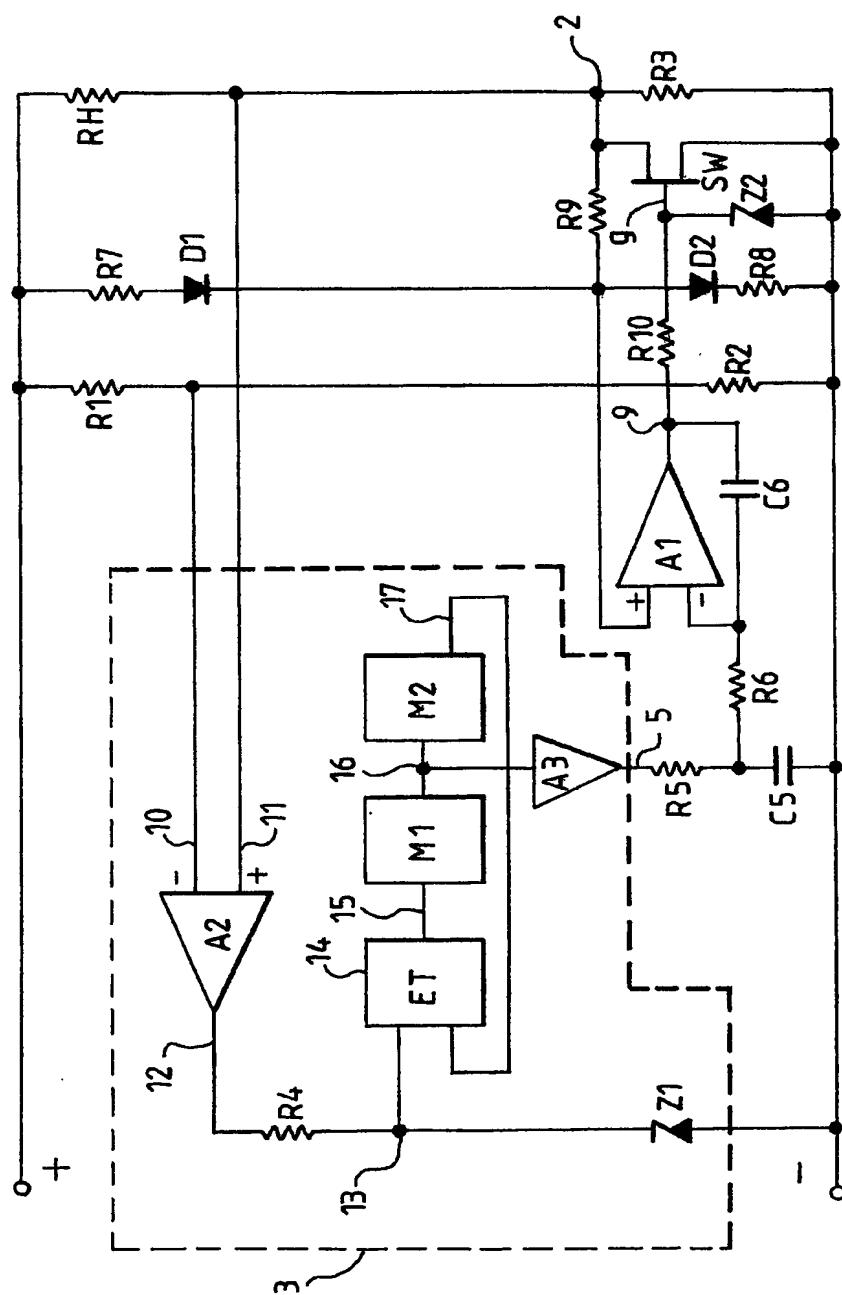 +
RH
R7
D1
R1
10
11
-
+
A2
12
R4
13
14
ET
15
M1
16
M2
17
A3
5
R5
C5
R6
C6
+
-
A1
9
R10
R2
R9
D2
R8
g
SW
Z2
2
R3
Z1
3
-